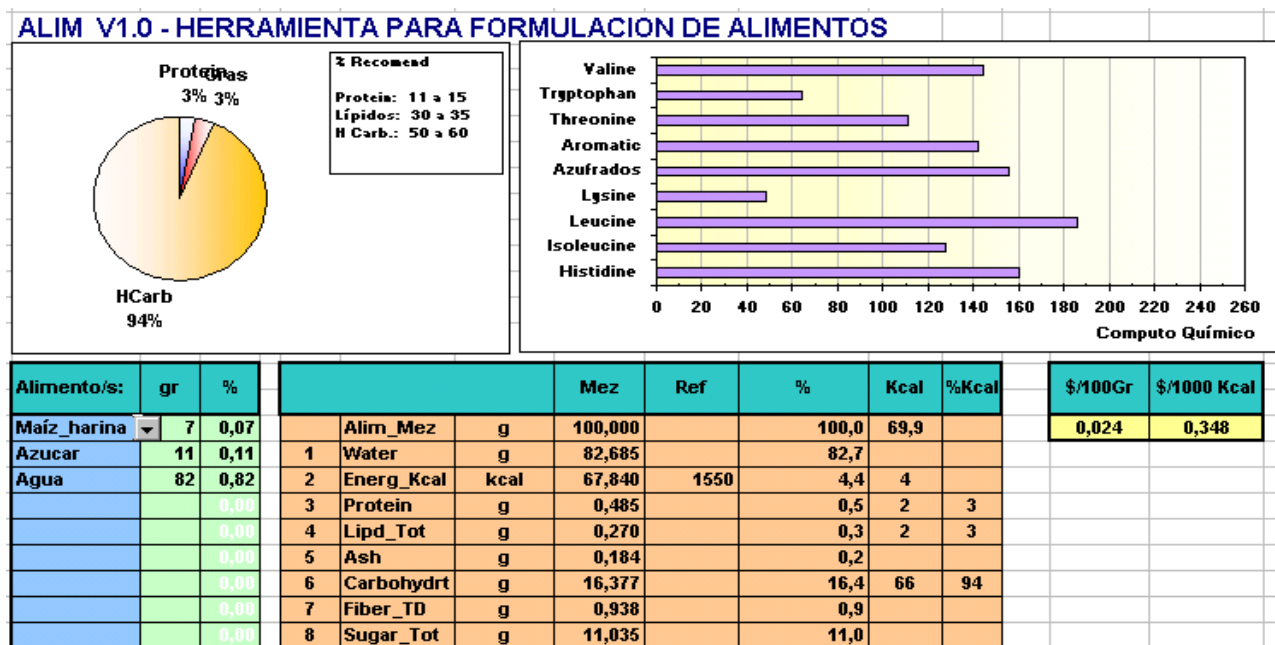 ALIM V1.0 - HERRAMIENTA PARA FORMULACION DE ALIMENTOS
Protein Gras
3% 3%
HCarb
94%
% Recomend
Protein: 11 a 15
Lípidos: 30 a 35
H Carb.: 50 a 60
Valine
Tryptophan
Threonine
Aromatic
Azufrados
Lysine
Leucine
Isoleucine
Histidine
0 20 40 60 80 100 120 140 160 180 200 220 240 260
Computo Químico
Alimento/s: gr % Mez Ref % Kcal %Kcal $/100Gr $/1000 Kcal
Maíz_harina 7 0,07 Alim_Mez g 100,000 100,0 69,9 0,024 0,348
Azucar 11 0,11 1 Water g 82,685 82,7
Agua 82 0,82 2 Energ_Kcal kcal 67,840 1550 4,4 4
0,00 3 Protein g 0,485 0,5 2 3
0,00 4 Lipd_Tot g 0,270 0,3 2 3
0,00 5 Ash g 0,184 0,2
0,00 6 Carbohydrt g 16,377 16,4 66 94
0,00 7 Fiber_TD g 0,938 0,9
0,00 8 Sugar_Tot g 11,035 11,0